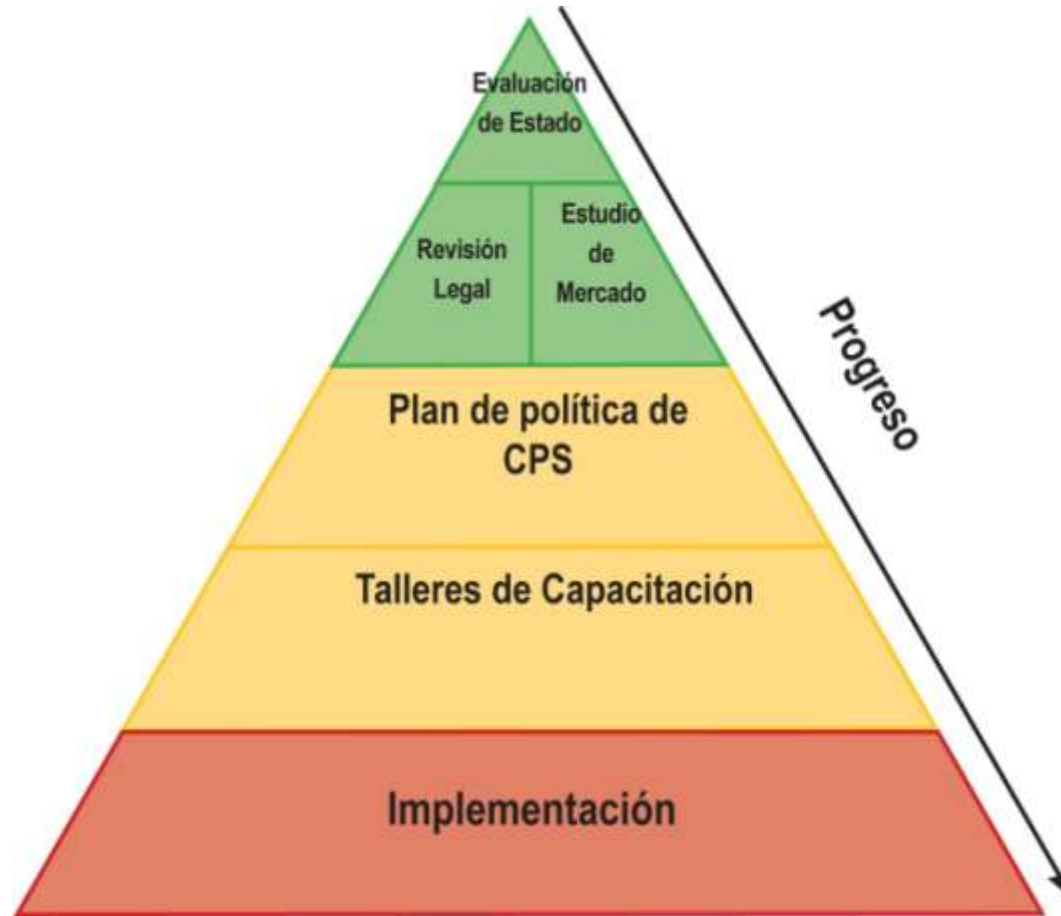 Evaluación
de Estado
Revisión
Legal
Estudio
de
Mercado
Progreso
Plan de política de
CPS
Talleres de Capacitación
Implementación